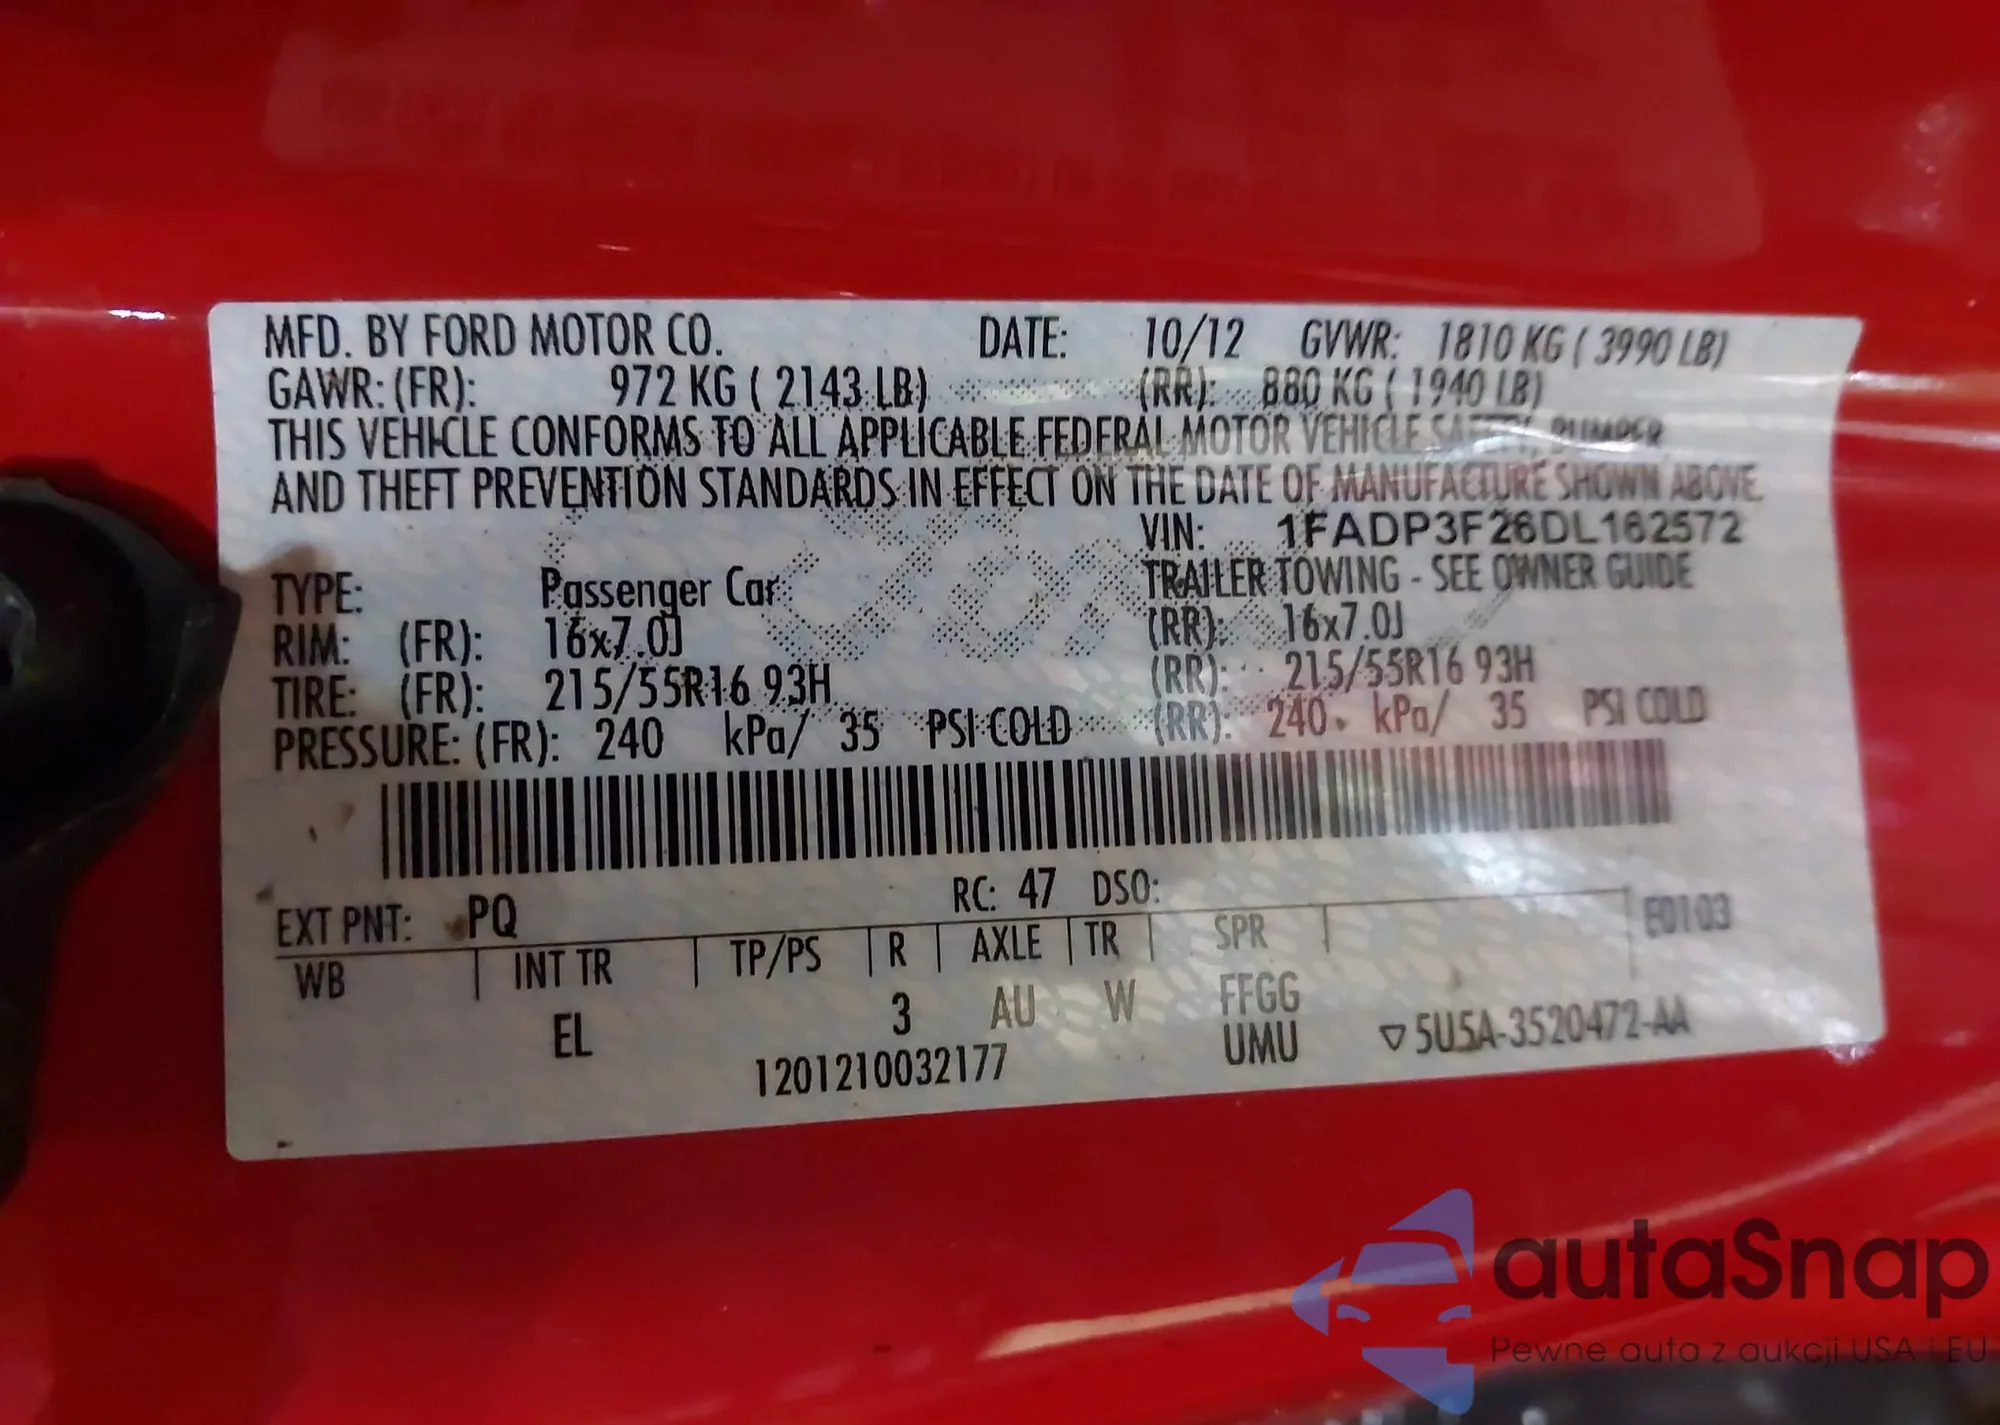 MFD. BY FORD MOTOR CO. DATE: 10/12 GVWR: 1810 KG ( 3990 LB)
GAWR: (FR): 972 KG ( 2143 LB) (RR): 880 KG ( 1940 LB)
THIS VEHICLE CONFORMS TO ALL APPLICABLE FEDERAL MOTOR VEHICLE SAFETY, BUMPER
AND THEFT PREVENTION STANDARDS IN EFFECT ON THE DATE OF MANUFACTURE SHOWN ABOVE.
VIN: 1FADP3F26DL162572
TYPE: Passenger Car TRAILER TOWING - SEE OWNER GUIDE
RIM: (FR): 16x7.0J (RR): 16x7.0J
TIRE: (FR): 215/55R16 93H (RR): 215/55R16 93H
PRESSURE: (FR): 240 kPa/ 35 PSI COLD (RR): 240 kPa/ 35 PSI COLD
EXT PNT: PQ RC: 47 DSO: E0103
WB INT TR TP/PS R AXLE TR SPR
EL 3 AU W FFGG
1201210032177 UMU ▽5U5A-3520472-AA
autaSnap
Pewne auta z aukcji USA i EU